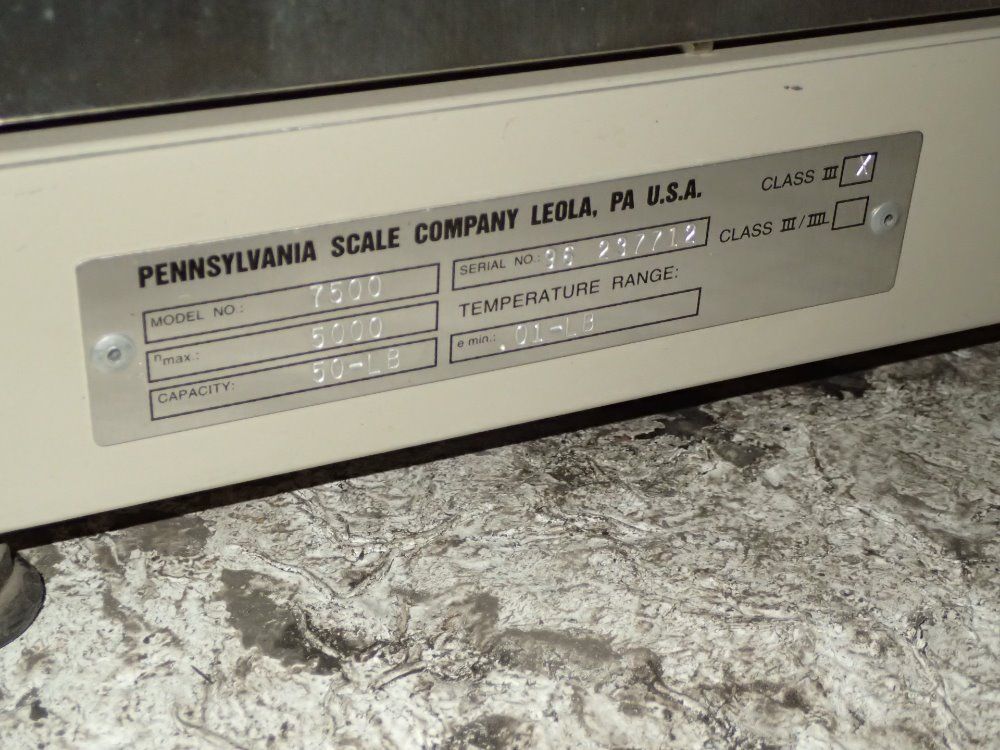 PENNSYLVANIA SCALE COMPANY LEOLA, PA U.S.A.
CLASS III X
CLASS III/IIIL
MODEL NO.: 7500
SERIAL NO.: 96 237712
nmax.: 5000
TEMPERATURE RANGE:
CAPACITY: 50-LB
e min.: .01-LB